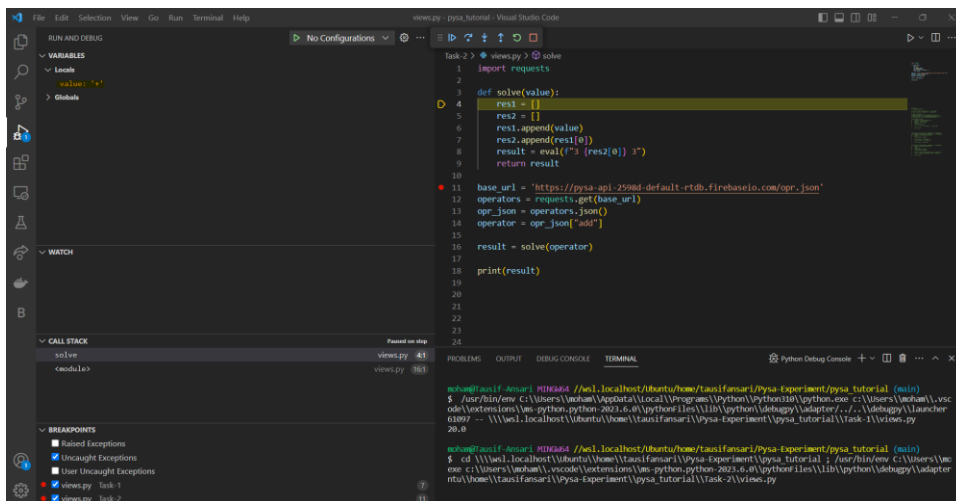 File Edit Selection View Go Run Terminal Help
views.py - pysa_tutorial - Visual Studio Code
RUN AND DEBUG
No Configurations
VARIABLES
Locals
value: '+'
Globals
WATCH
CALL STACK
Paused on step
solve
views.py 4:1
<module>
views.py 16:1
BREAKPOINTS
Raised Exceptions
Uncaught Exceptions
User Uncaught Exceptions
views.py Task-1
7
views.py Task-2
11
Task-2 > views.py > solve
1 import requests
2
3 def solve(value):
4 res1 = []
5 res2 = []
6 res1.append(value)
7 res2.append(res1[0])
8 result = eval(f"3 {res2[0]} 3")
9 return result
10
11 base_url = 'https://pysa-api-2598d-default-rtdb.firebaseio.com/opr.json'
12 operators = requests.get(base_url)
13 opr_json = operators.json()
14 operator = opr_json["add"]
15
16 result = solve(operator)
17
18 print(result)
19
20
21
22
23
24
PROBLEMS OUTPUT DEBUG CONSOLE TERMINAL
Python Debug Console
moham@Tausif-Ansari MINGW64 //wsl.localhost/Ubuntu/home/tausifansari/Pysa-Experiment/pysa_tutorial (main)
$ /usr/bin/env C:\\Users\\moham\\AppData\\Local\\Programs\\Python\\Python310\\python.exe c:\\Users\\moham\\.vsc
ode\\extensions\\ms-python.python-2023.6.0\\pythonFiles\\lib\\python\\debugpy\\adapter/../..\\debugpy\\launcher
61097 -- \\\\wsl.localhost\\Ubuntu\\home\\tausifansari\\Pysa-Experiment\\pysa_tutorial\\Task-1\\views.py
20.0
moham@Tausif-Ansari MINGW64 //wsl.localhost/Ubuntu/home/tausifansari/Pysa-Experiment/pysa_tutorial (main)
$ cd \\\\wsl.localhost\\Ubuntu\\home\\tausifansari\\Pysa-Experiment\\pysa_tutorial ; /usr/bin/env C:\\Users\\mo
exe c:\\Users\\moham\\.vscode\\extensions\\ms-python.python-2023.6.0\\pythonFiles\\lib\\python\\debugpy\\adapter
ntu\\home\\tausifansari\\Pysa-Experiment\\pysa_tutorial\\Task-2\\views.py